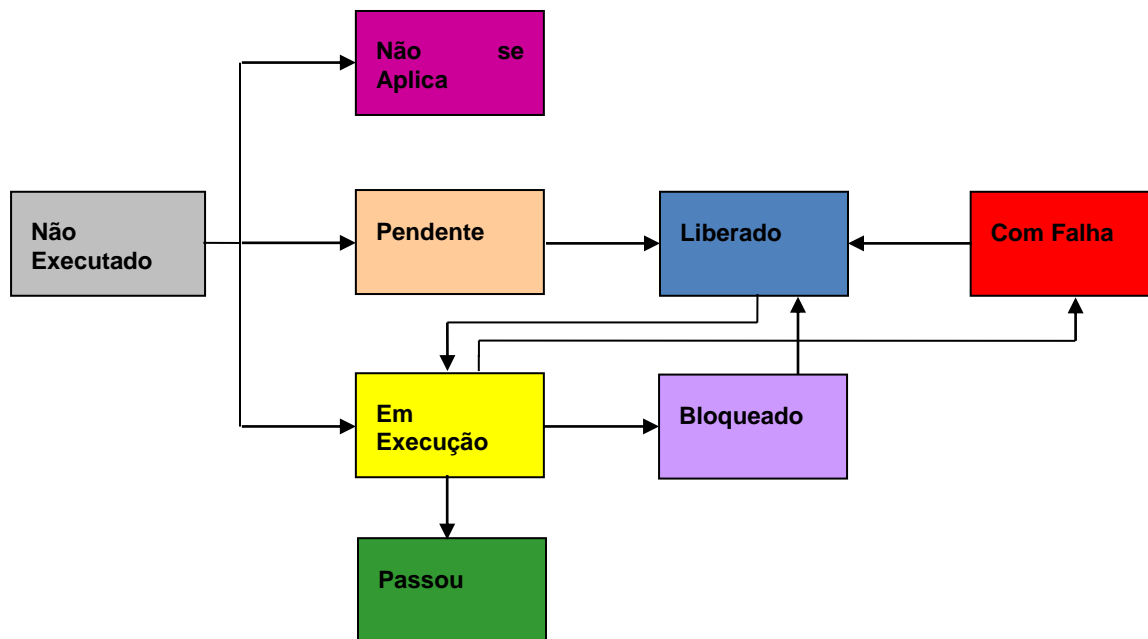 Não se
Aplica
Não
Executado
Pendente
Liberado
Com Falha
Em
Execução
Bloqueado
Passou